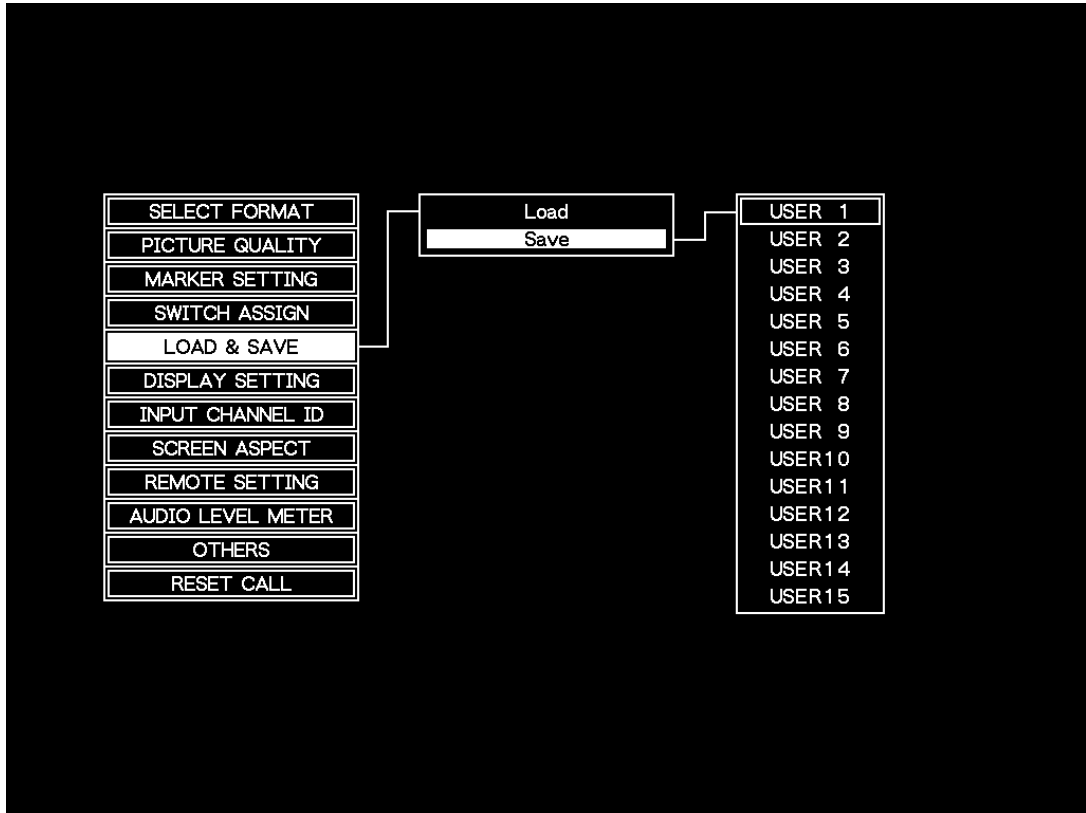 SELECT FORMAT
PICTURE QUALITY
MARKER SETTING
SWITCH ASSIGN
LOAD & SAVE
DISPLAY SETTING
INPUT CHANNEL ID
SCREEN ASPECT
REMOTE SETTING
AUDIO LEVEL METER
OTHERS
RESET CALL
Load
Save
USER 1
USER 2
USER 3
USER 4
USER 5
USER 6
USER 7
USER 8
USER 9
USER10
USER11
USER12
USER13
USER14
USER15